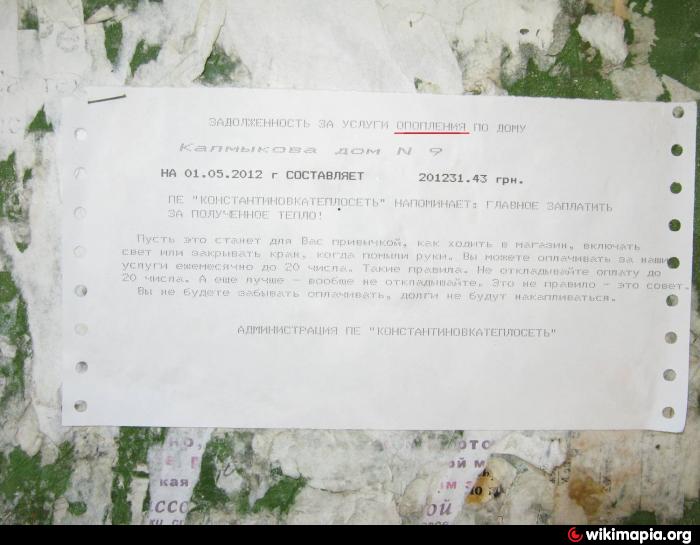 ЗАДОЛЖЕННОСТЬ ЗА УСЛУГИ ОПОПЛЕНИЯ ПО ДОМУ
Калмыкова дом N 9
НА 01.05.2012 г СОСТАВЛЯЕТ 201231.43 грн.
ПЕ "КОНСТАНТИНОВКАТЕПЛОСЕТЬ" НАПОМИНАЕТ: ГЛАВНОЕ ЗАПЛАТИТЬ
ЗА ПОЛУЧЕННОЕ ТЕПЛО!
Пусть это станет для Вас привычкой, как ходить в магазин, включать
свет или закрывать кран, когда помыли руки. Вы можете оплачивать за наши
услуги ежемесячно до 20 числа. Такие правила. Не откладывайте оплату до
20 числа. А еще лучше - вообще не откладывайте. Это не правило - это совет.
Вы не будете забывать оплачивать, долги не будут накапливаться.
АДМИНИСТРАЦИЯ ПЕ "КОНСТАНТИНОВКАТЕПЛОСЕТЬ"
wikimapia.org